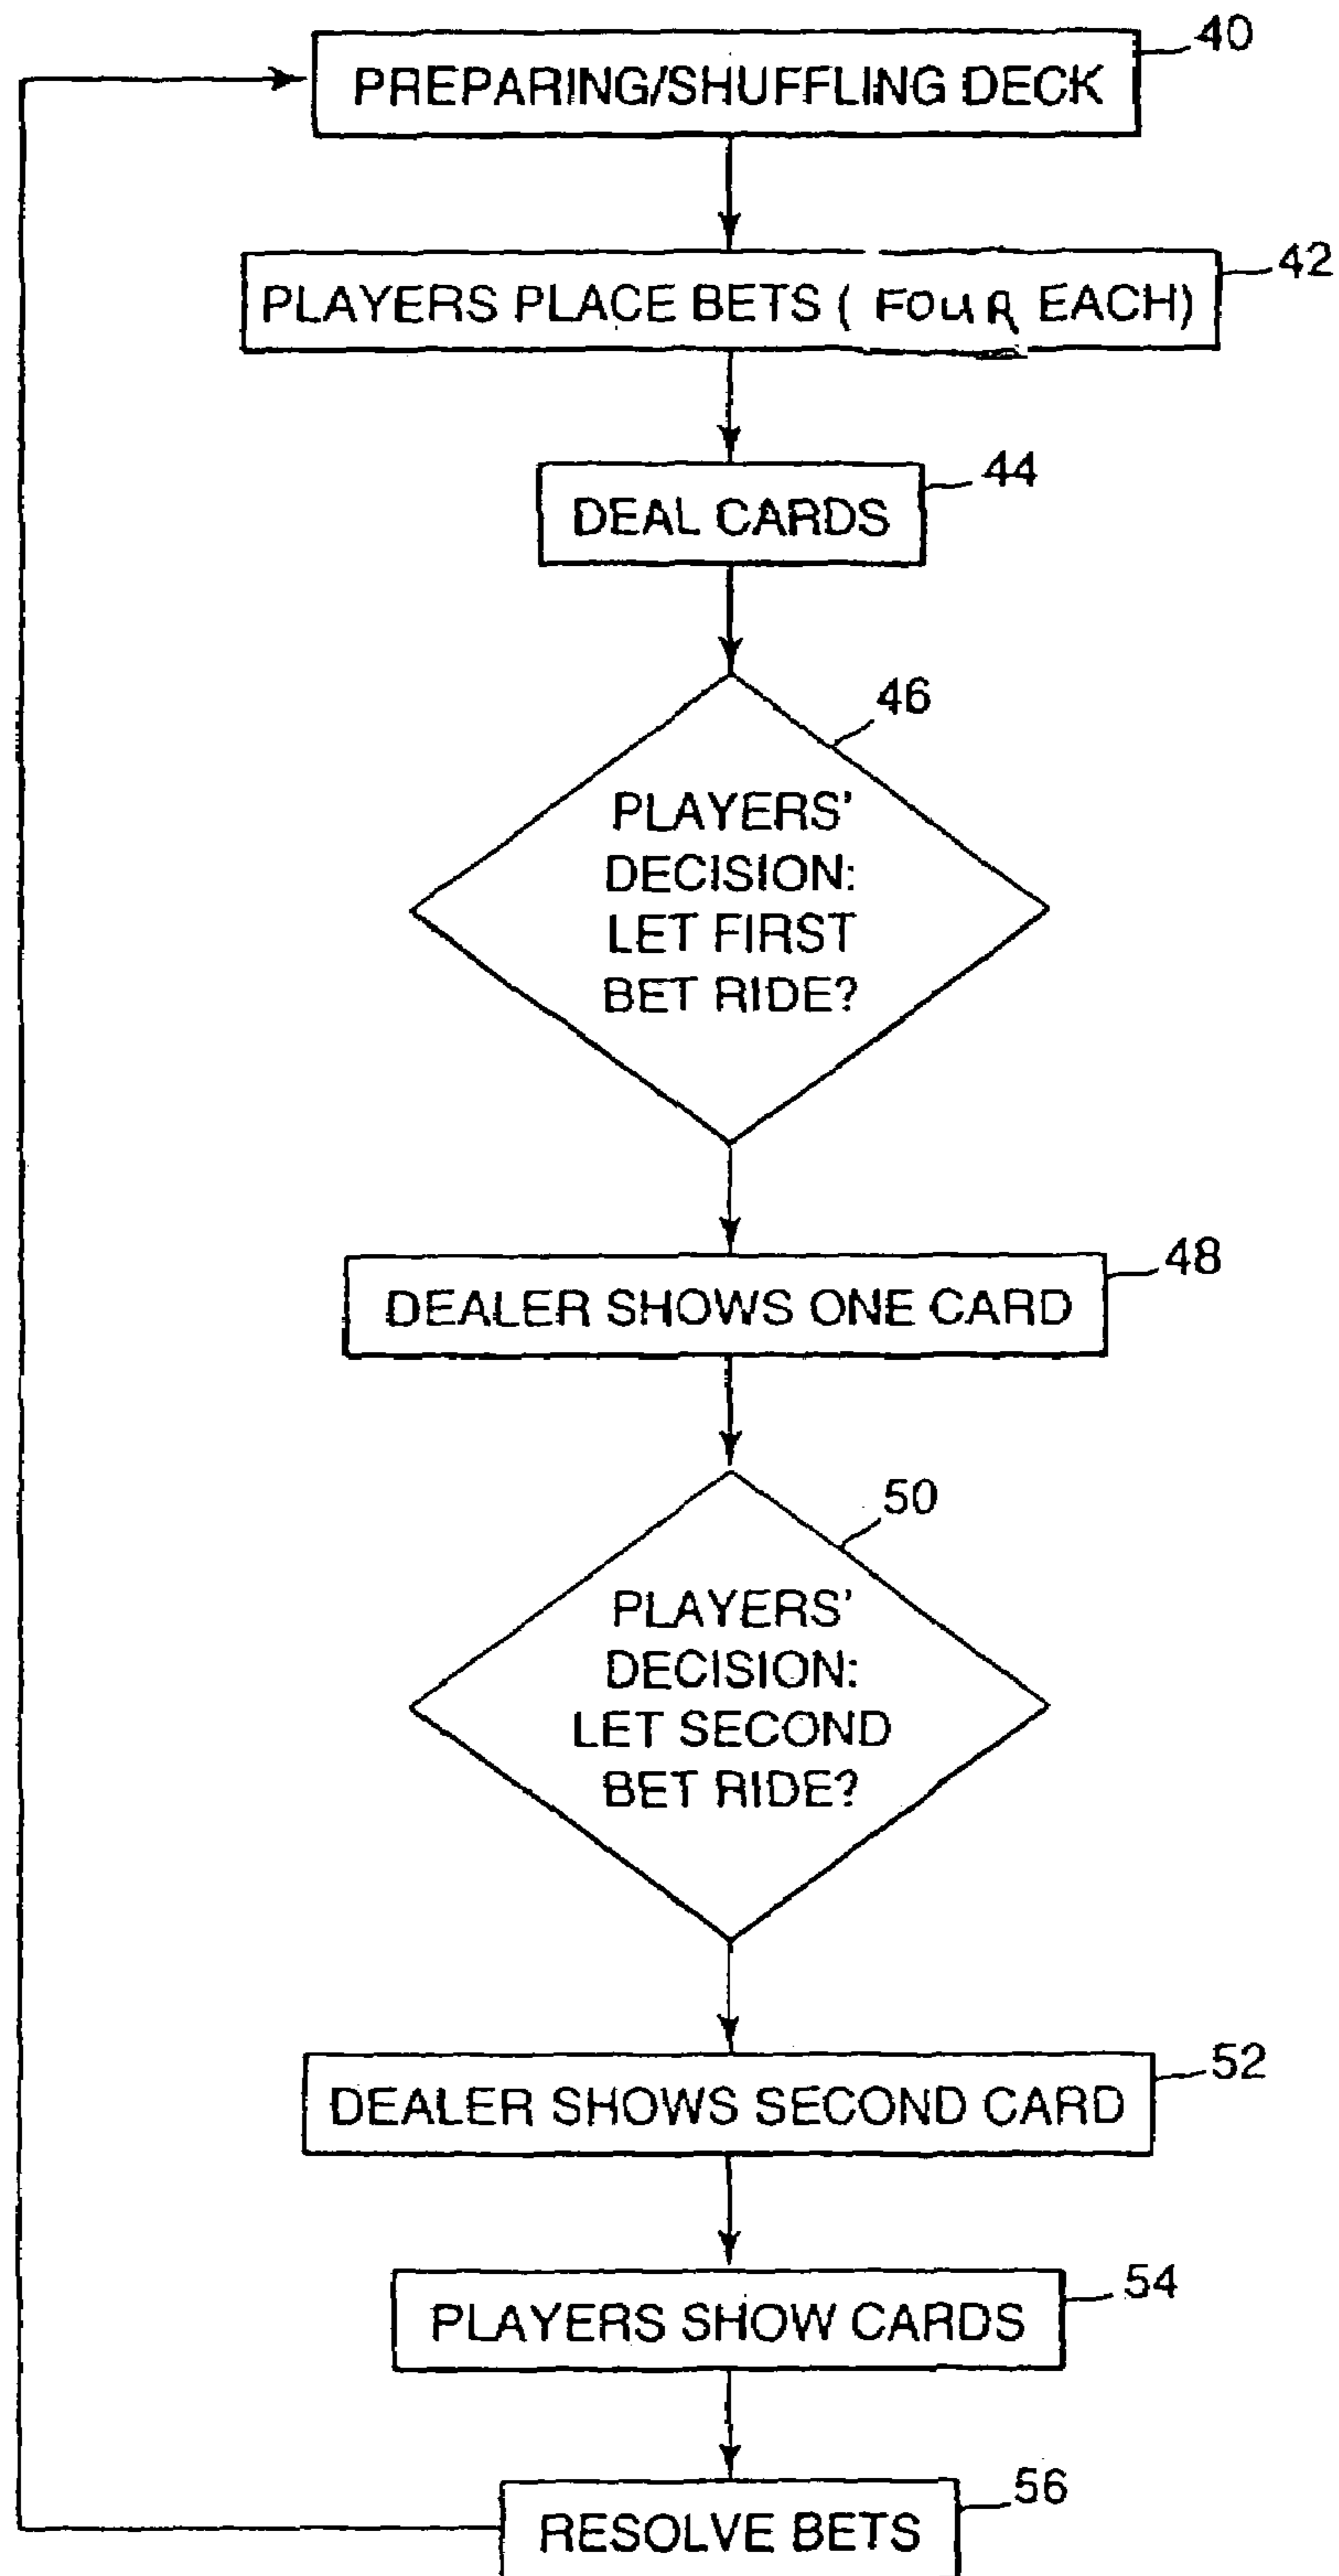 40
PREPARING/SHUFFLING DECK
42
PLAYERS PLACE BETS ( FOUR EACH)
44
DEAL CARDS
46
PLAYERS'
DECISION:
LET FIRST
BET RIDE?
48
DEALER SHOWS ONE CARD
50
PLAYERS'
DECISION:
LET SECOND
BET RIDE?
52
DEALER SHOWS SECOND CARD
54
PLAYERS SHOW CARDS
56
RESOLVE BETS